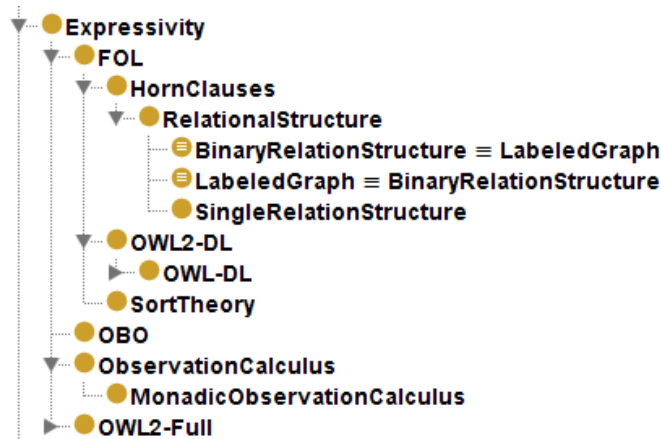 Expressivity
FOL
HornClauses
RelationalStructure
BinaryRelationStructure ≡ LabeledGraph
LabeledGraph ≡ BinaryRelationStructure
SingleRelationStructure
OWL2-DL
OWL-DL
SortTheory
OBO
ObservationCalculus
MonadicObservationCalculus
OWL2-Full